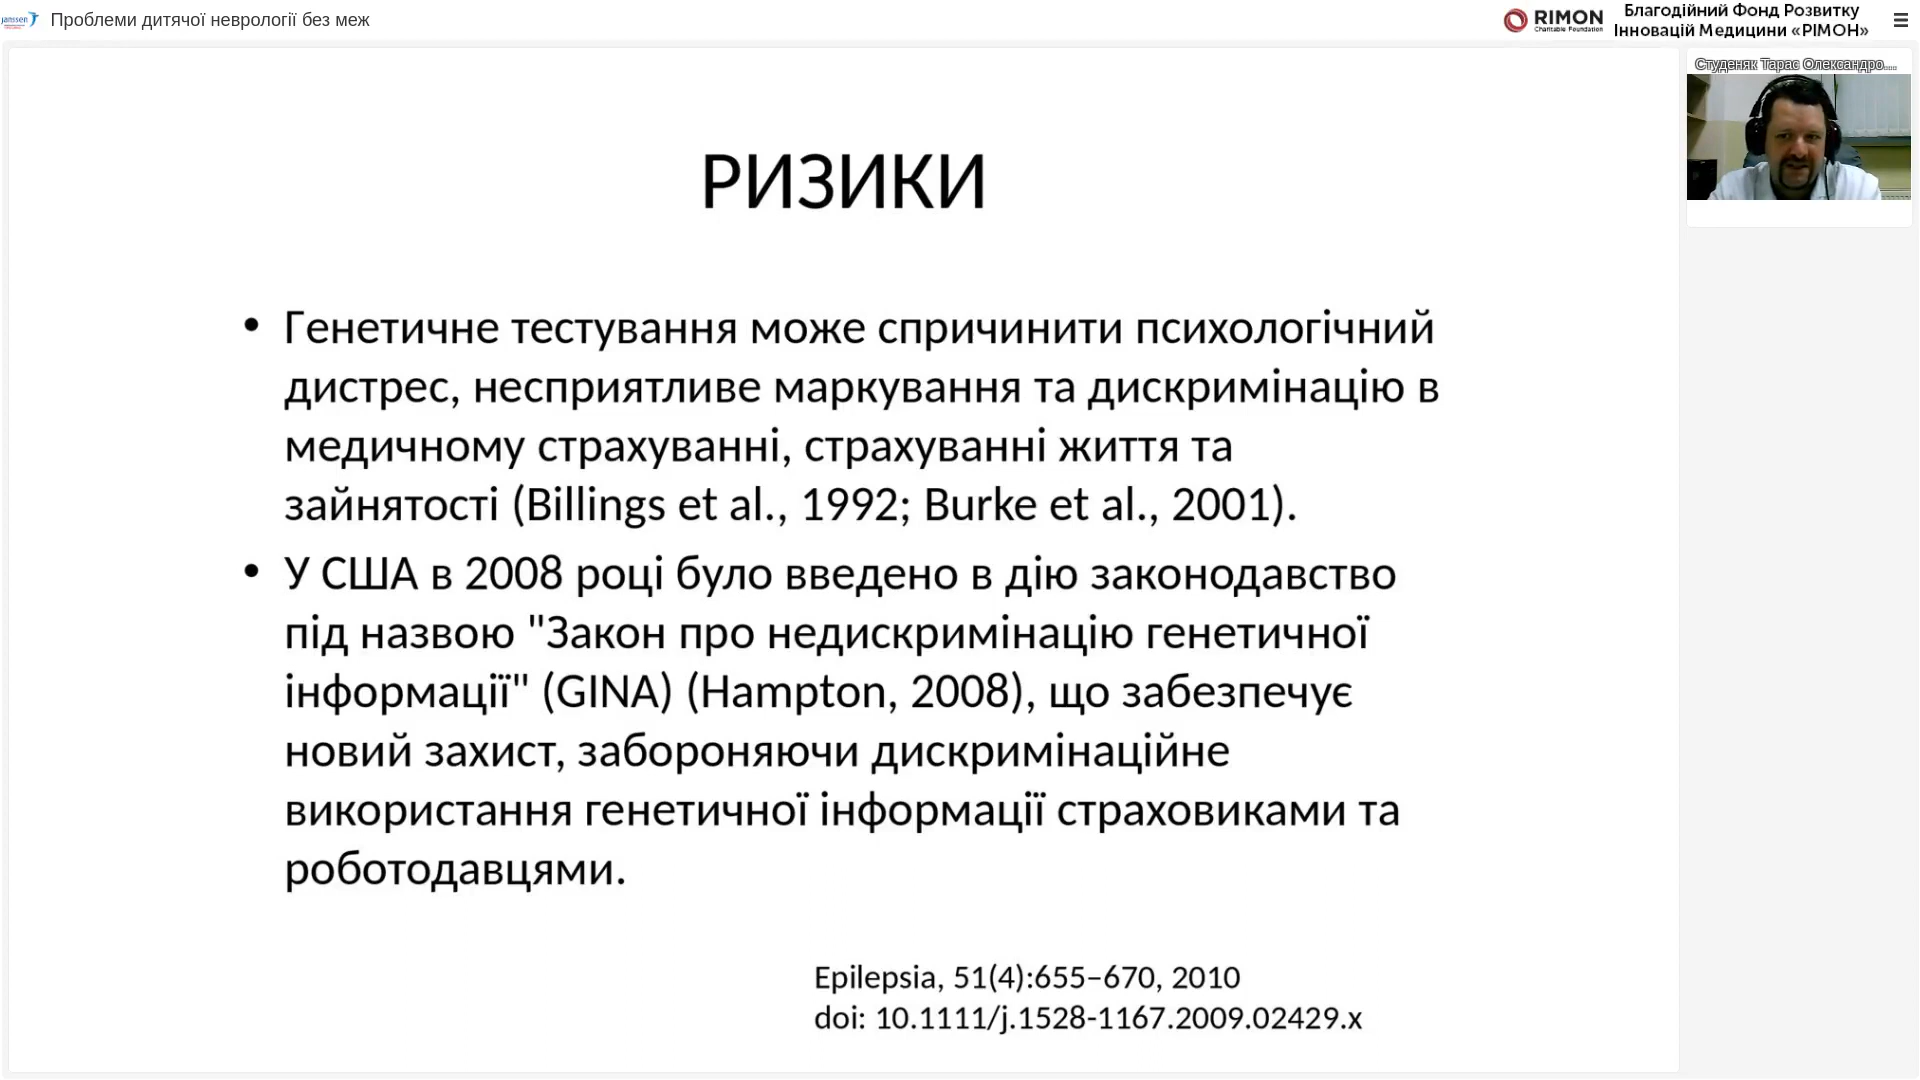 janssen
Проблеми дитячої неврології без меж
RIMON
Charitable Foundation
Благодійний Фонд Розвитку
Інновацій Медицини «РІМОН»
Студеняк Тарас Олександро...
РИЗИКИ
• Генетичне тестування може спричинити психологічний
дистрес, несприятливе маркування та дискримінацію в
медичному страхуванні, страхуванні життя та
зайнятості (Billings et al., 1992; Burke et al., 2001).
• У США в 2008 році було введено в дію законодавство
під назвою "Закон про недискримінацію генетичної
інформації" (GINA) (Hampton, 2008), що забезпечує
новий захист, забороняючи дискримінаційне
використання генетичної інформації страховиками та
роботодавцями.
Epilepsia, 51(4):655–670, 2010
doi: 10.1111/j.1528-1167.2009.02429.x